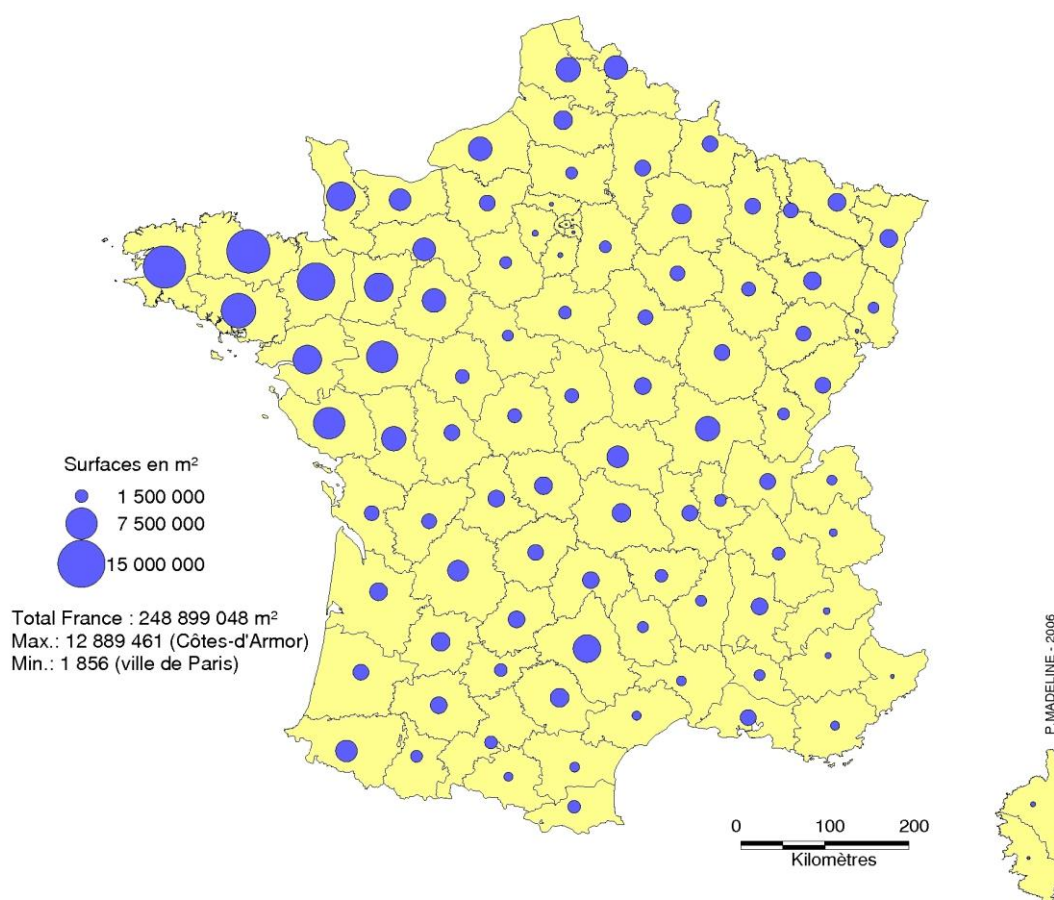 Surfaces en m²
1 500 000
7 500 000
15 000 000
Total France : 248 899 048 m²
Max.: 12 889 461 (Côtes-d'Armor)
Min.: 1 856 (ville de Paris)
0 100 200
Kilomètres
P.MADELINE - 2006